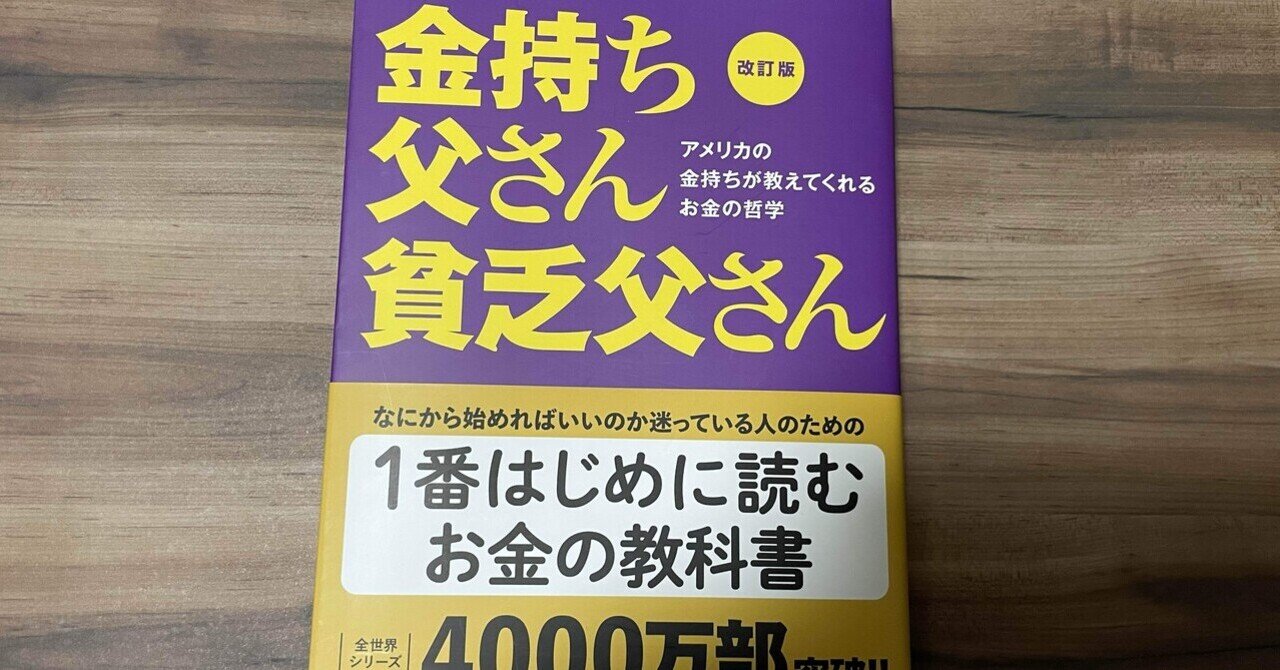 金持ち
改訂版
父さん
アメリカの
金持ちが教えてくれる
お金の哲学
貧乏父さん
なにから始めればいいのか迷っている人のための
1番はじめに読む
お金の教科書
全世界
シリーズ
4000万部
突破!!